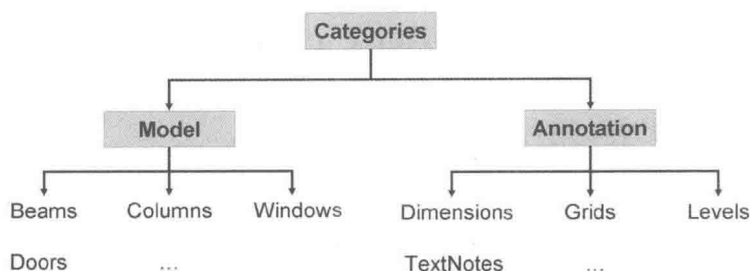 Categories
Model Annotation
Beams Columns Windows Dimensions Grids Levels
Doors ... TextNotes ...